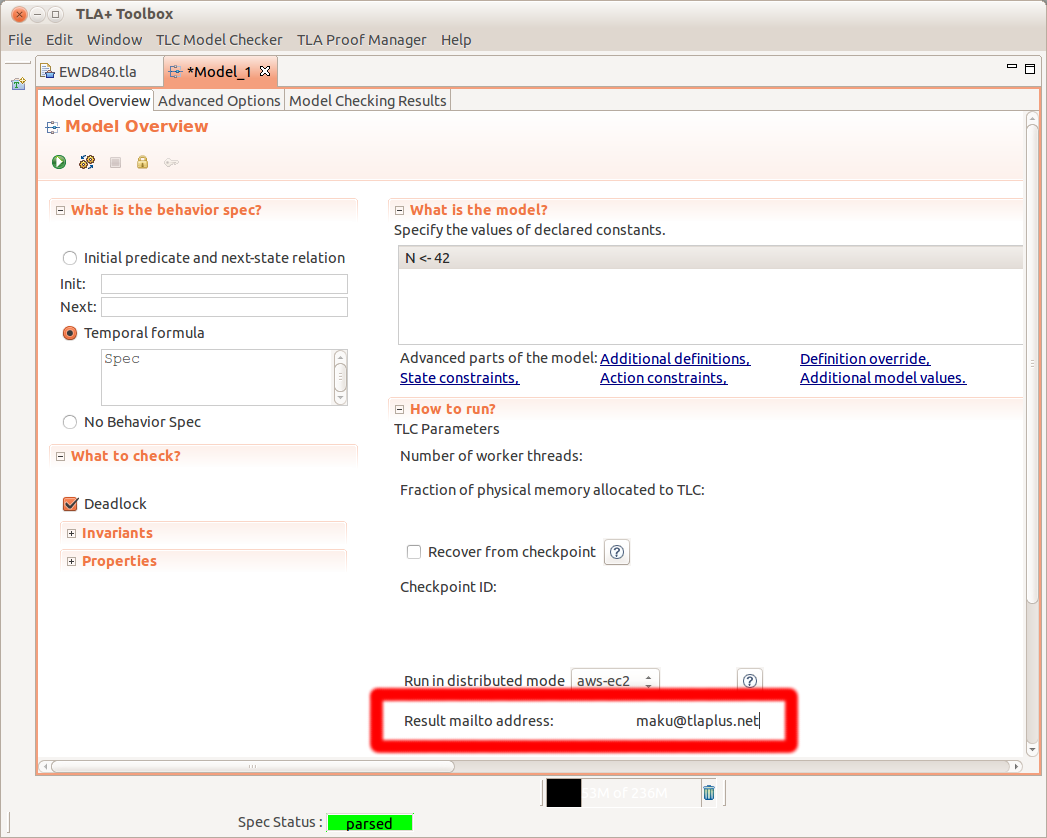 TLA+ Toolbox
File Edit Window TLC Model Checker TLA Proof Manager Help
EWD840.tla *Model_1
Model Overview Advanced Options Model Checking Results
Model Overview
What is the behavior spec?
Initial predicate and next-state relation
Init:
Next:
Temporal formula
Spec
No Behavior Spec
What to check?
Deadlock
Invariants
Properties
What is the model?
Specify the values of declared constants.
N <- 42
Advanced parts of the model: Additional definitions, Definition override,
State constraints, Action constraints, Additional model values.
How to run?
TLC Parameters
Number of worker threads:
Fraction of physical memory allocated to TLC:
Recover from checkpoint
Checkpoint ID:
Run in distributed mode aws-ec2
Result mailto address: maku@tlaplus.net
of 236M
Spec Status : parsed